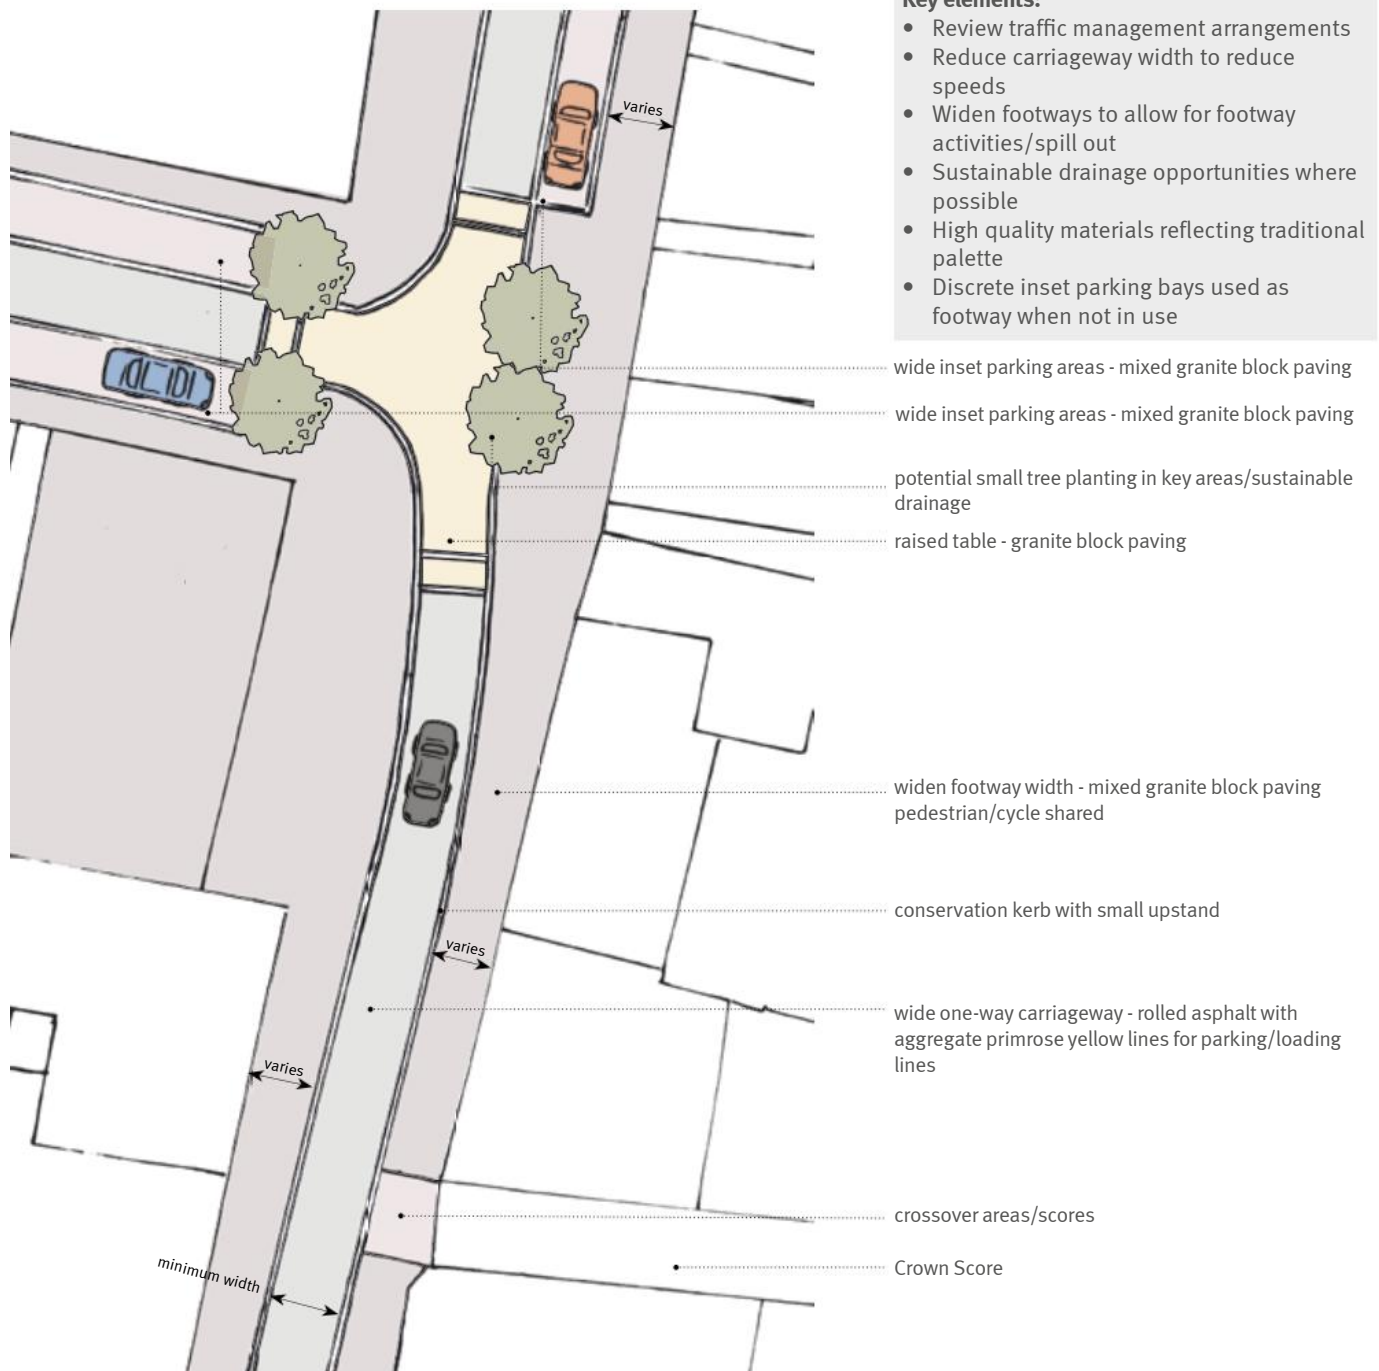 Key elements:
• Review traffic management arrangements
• Reduce carriageway width to reduce
speeds
• Widen footways to allow for footway
activities/spill out
• Sustainable drainage opportunities where
possible
• High quality materials reflecting traditional
palette
• Discrete inset parking bays used as
footway when not in use
varies
wide inset parking areas - mixed granite block paving
wide inset parking areas - mixed granite block paving
potential small tree planting in key areas/sustainable
drainage
raised table - granite block paving
widen footway width - mixed granite block paving
pedestrian/cycle shared
conservation kerb with small upstand
varies
wide one-way carriageway - rolled asphalt with
aggregate primrose yellow lines for parking/loading
lines
varies
crossover areas/scores
minimum width
Crown Score